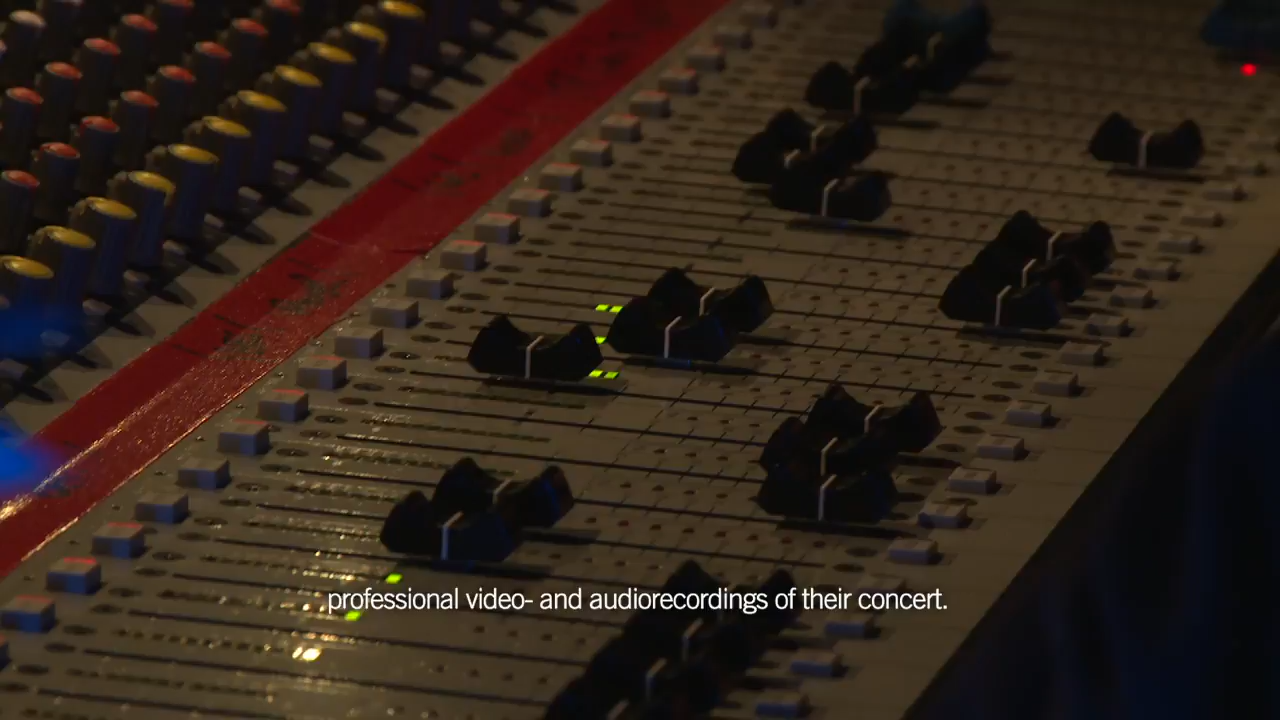 professional video- and audiorecordings of their concert.